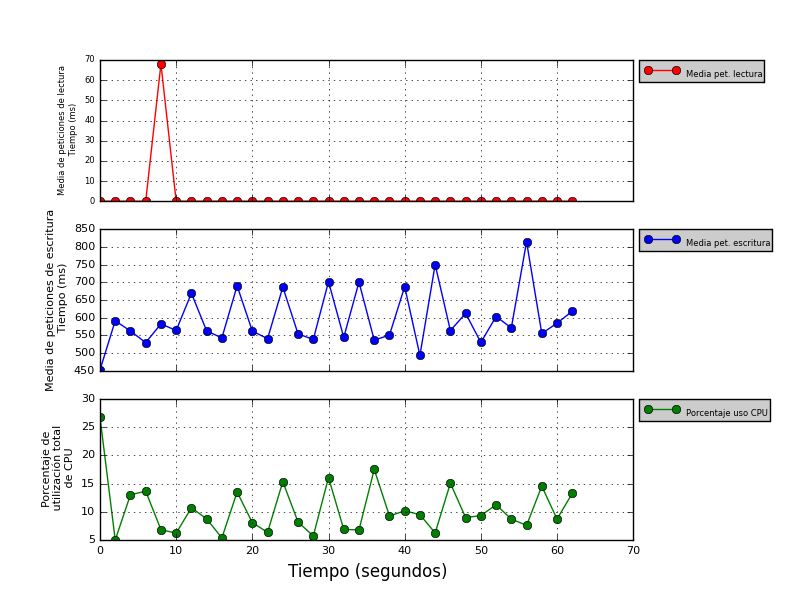 70
60
50
40
30
20
10
0
Media de peticiones de lectura
Tiempo (ms)
Media pet. lectura
850
800
750
700
650
600
550
500
450
Media de peticiones de escritura
Tiempo (ms)
Media pet. escritura
30
25
20
15
10
5
Porcentaje de
utilización total
de CPU
Porcentaje uso CPU
0 10 20 30 40 50 60 70
Tiempo (segundos)